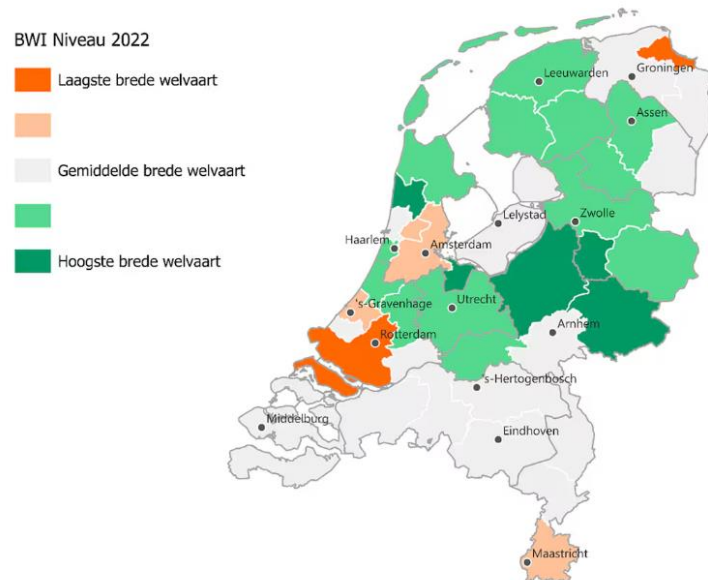 BWI Niveau 2022
Laagste brede welvaart
Gemiddelde brede welvaart
Hoogste brede welvaart
Leeuwarden
Groningen
Assen
Zwolle
Lelystad
Haarlem
Amsterdam
's-Gravenhage
Utrecht
Rotterdam
Arnhem
's-Hertogenbosch
Middelburg
Eindhoven
Maastricht